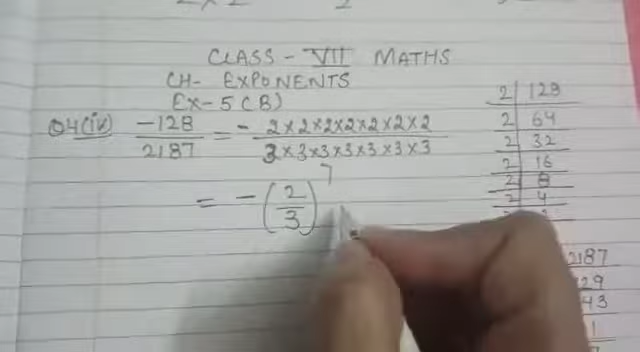 CLASS - VII MATHS
CH- EXPONENTS
EX-5(B)
Q4(iv) -128/2187 = - 2×2×2×2×2×2×2/3×3×3×3×3×3×3
= -(2/3)^7
2 | 128
2 | 64
2 | 32
2 | 16
2 | 8
2 | 4
2187